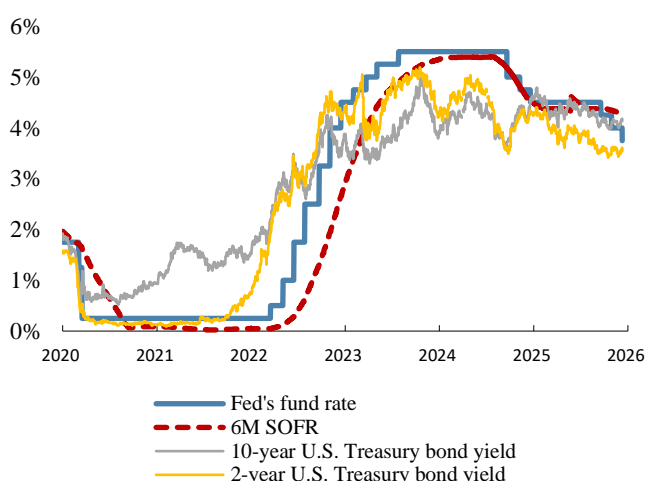 6%
5%
4%
3%
2%
1%
0%
2020 2021 2022 2023 2024 2025 2026
Fed's fund rate
6M SOFR
10-year U.S. Treasury bond yield
2-year U.S. Treasury bond yield